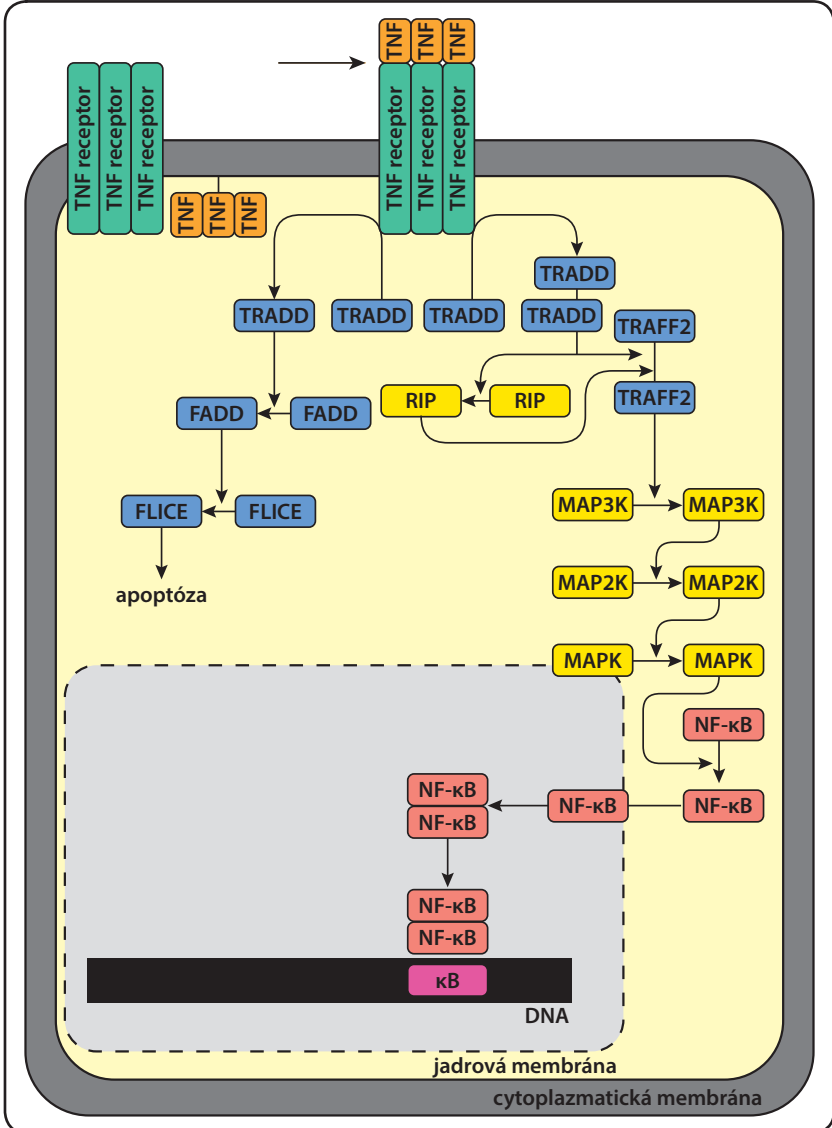 TNF TNF TNF
TNF receptor TNF receptor TNF receptor
TNF receptor TNF receptor TNF receptor
TNF TNF TNF
TRADD
TRADD TRADD TRADD TRADD
TRAFF2
TRAFF2
RIP RIP
FADD FADD
MAP3K MAP3K
FLICE FLICE
MAP2K MAP2K
apoptóza
MAPK MAPK
NF-κB
NF-κB
NF-κB NF-κB NF-κB
NF-κB
NF-κB
κB
DNA
jadrová membrána
cytoplazmatická membrána